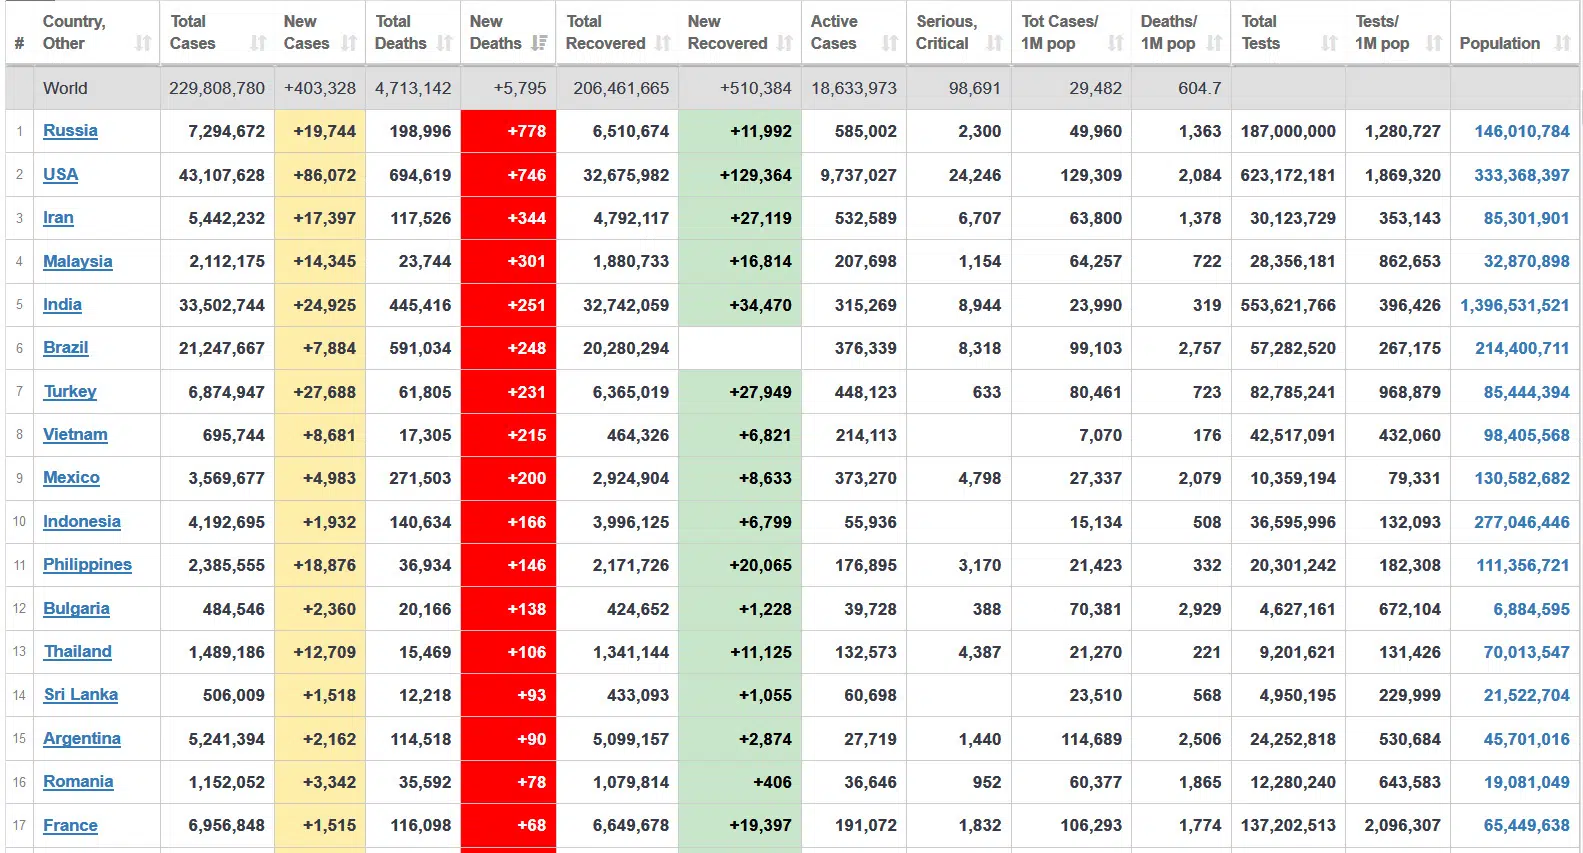 # Country, Other Total Cases New Cases Total Deaths New Deaths Total Recovered New Recovered Active Cases Serious, Critical Tot Cases/ 1M pop Deaths/ 1M pop Total Tests Tests/ 1M pop Population
World 229,808,780 +403,328 4,713,142 +5,795 206,461,665 +510,384 18,633,973 98,691 29,482 604.7
1 Russia 7,294,672 +19,744 198,996 +778 6,510,674 +11,992 585,002 2,300 49,960 1,363 187,000,000 1,280,727 146,010,784
2 USA 43,107,628 +86,072 694,619 +746 32,675,982 +129,364 9,737,027 24,246 129,309 2,084 623,172,181 1,869,320 333,368,397
3 Iran 5,442,232 +17,397 117,526 +344 4,792,117 +27,119 532,589 6,707 63,800 1,378 30,123,729 353,143 85,301,901
4 Malaysia 2,112,175 +14,345 23,744 +301 1,880,733 +16,814 207,698 1,154 64,257 722 28,356,181 862,653 32,870,898
5 India 33,502,744 +24,925 445,416 +251 32,742,059 +34,470 315,269 8,944 23,990 319 553,621,766 396,426 1,396,531,521
6 Brazil 21,247,667 +7,884 591,034 +248 20,280,294 376,339 8,318 99,103 2,757 57,282,520 267,175 214,400,711
7 Turkey 6,874,947 +27,688 61,805 +231 6,365,019 +27,949 448,123 633 80,461 723 82,785,241 968,879 85,444,394
8 Vietnam 695,744 +8,681 17,305 +215 464,326 +6,821 214,113 7,070 176 42,517,091 432,060 98,405,568
9 Mexico 3,569,677 +4,983 271,503 +200 2,924,904 +8,633 373,270 4,798 27,337 2,079 10,359,194 79,331 130,582,682
10 Indonesia 4,192,695 +1,932 140,634 +166 3,996,125 +6,799 55,936 15,134 508 36,595,996 132,093 277,046,446
11 Philippines 2,385,555 +18,876 36,934 +146 2,171,726 +20,065 176,895 3,170 21,423 332 20,301,242 182,308 111,356,721
12 Bulgaria 484,546 +2,360 20,166 +138 424,652 +1,228 39,728 388 70,381 2,929 4,627,161 672,104 6,884,595
13 Thailand 1,489,186 +12,709 15,469 +106 1,341,144 +11,125 132,573 4,387 21,270 221 9,201,621 131,426 70,013,547
14 Sri Lanka 506,009 +1,518 12,218 +93 433,093 +1,055 60,698 23,510 568 4,950,195 229,999 21,522,704
15 Argentina 5,241,394 +2,162 114,518 +90 5,099,157 +2,874 27,719 1,440 114,689 2,506 24,252,818 530,684 45,701,016
16 Romania 1,152,052 +3,342 35,592 +78 1,079,814 +406 36,646 952 60,377 1,865 12,280,240 643,583 19,081,049
17 France 6,956,848 +1,515 116,098 +68 6,649,678 +19,397 191,072 1,832 106,293 1,774 137,202,513 2,096,307 65,449,638